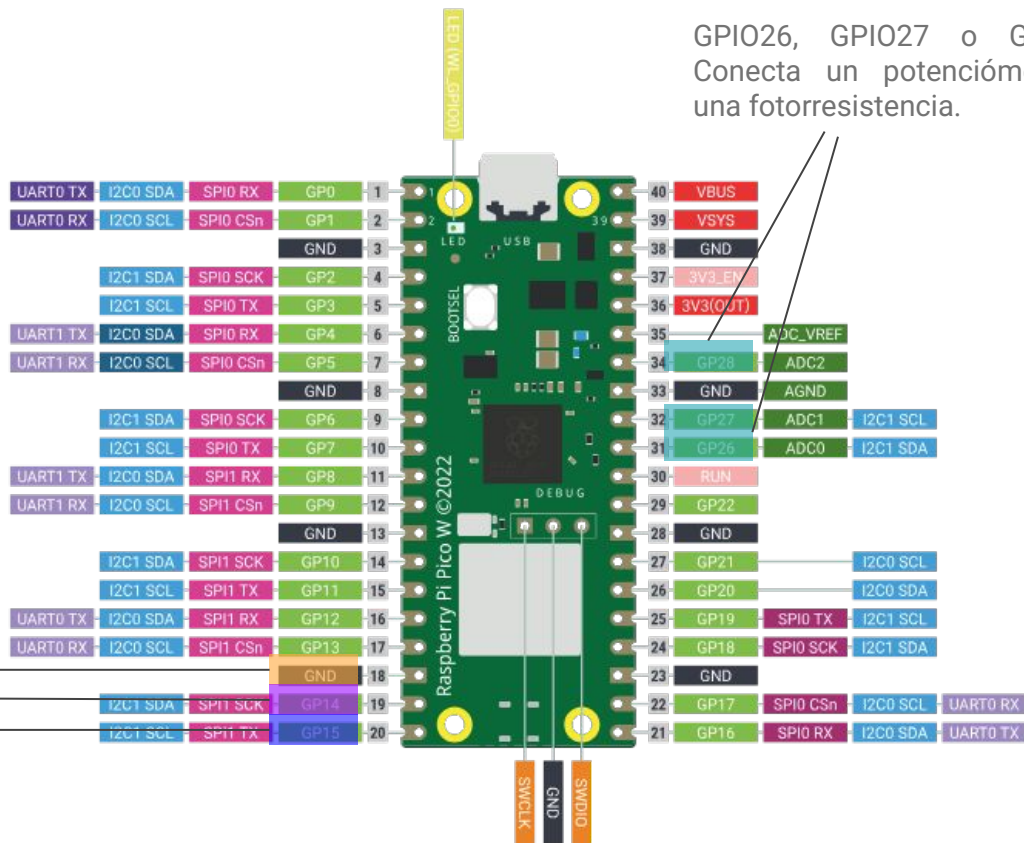 LED (WL_GPIO0)
GPIO26, GPIO27 o G
Conecta un potencióm
una fotorresistencia.
UART0 TX I2C0 SDA SPI0 RX GP0 1 1 40 VBUS
UART0 RX I2C0 SCL SPI0 CSn GP1 2 2 39 39 VSYS
GND 3 LED USB 38 GND
I2C1 SDA SPI0 SCK GP2 4 37 3V3_EN
I2C1 SCL SPI0 TX GP3 5 36 3V3(OUT)
UART1 TX I2C0 SDA SPI0 RX GP4 6 BOOTSEL 35 ADC_VREF
UART1 RX I2C0 SCL SPI0 CSn GP5 7 34 GP28 ADC2
GND 8 33 GND AGND
I2C1 SDA SPI0 SCK GP6 9 32 GP27 ADC1 I2C1 SCL
I2C1 SCL SPI0 TX GP7 10 31 GP26 ADC0 I2C1 SDA
UART1 TX I2C0 SDA SPI1 RX GP8 11 30 RUN
DEBUG
UART1 RX I2C0 SCL SPI1 CSn GP9 12 29 GP22
GND 13 28 GND
I2C1 SDA SPI1 SCK GP10 14 27 GP21 I2C0 SCL
I2C1 SCL SPI1 TX GP11 15 26 GP20 I2C0 SDA
UART0 TX I2C0 SDA SPI1 RX GP12 16 25 GP19 SPI0 TX I2C1 SCL
UART0 RX I2C0 SCL SPI1 CSn GP13 17 24 GP18 SPI0 SCK I2C1 SDA
GND 18 23 GND
I2C1 SDA SPI1 SCK GP14 19 22 GP17 SPI0 CSn I2C0 SCL UART0 RX
I2C1 SCL SPI1 TX GP15 20 21 GP16 SPI0 RX I2C0 SDA UART0 TX
Raspberry Pi Pico W ©2022
SWCLK
GND
SWDIO